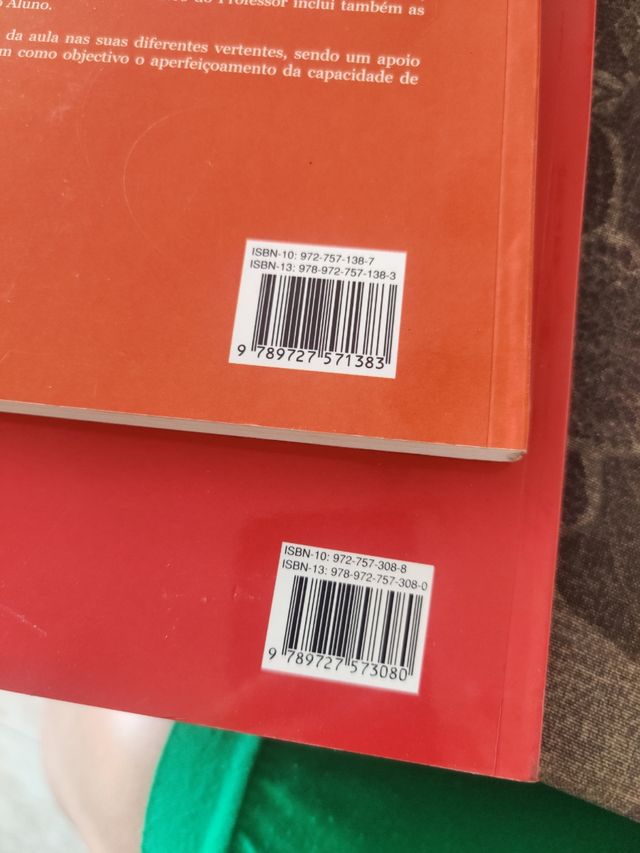 do Professor inclui também as
Aluno.
da aula nas suas diferentes vertentes, sendo um apoio
como objectivo o aperfeiçoamento da capacidade de
ISBN-10: 972-757-138-7
ISBN-13: 978-972-757-138-3
9 789727 571383
ISBN-10: 972-757-308-8
ISBN-13: 978-972-757-308-0
9 789727 573080